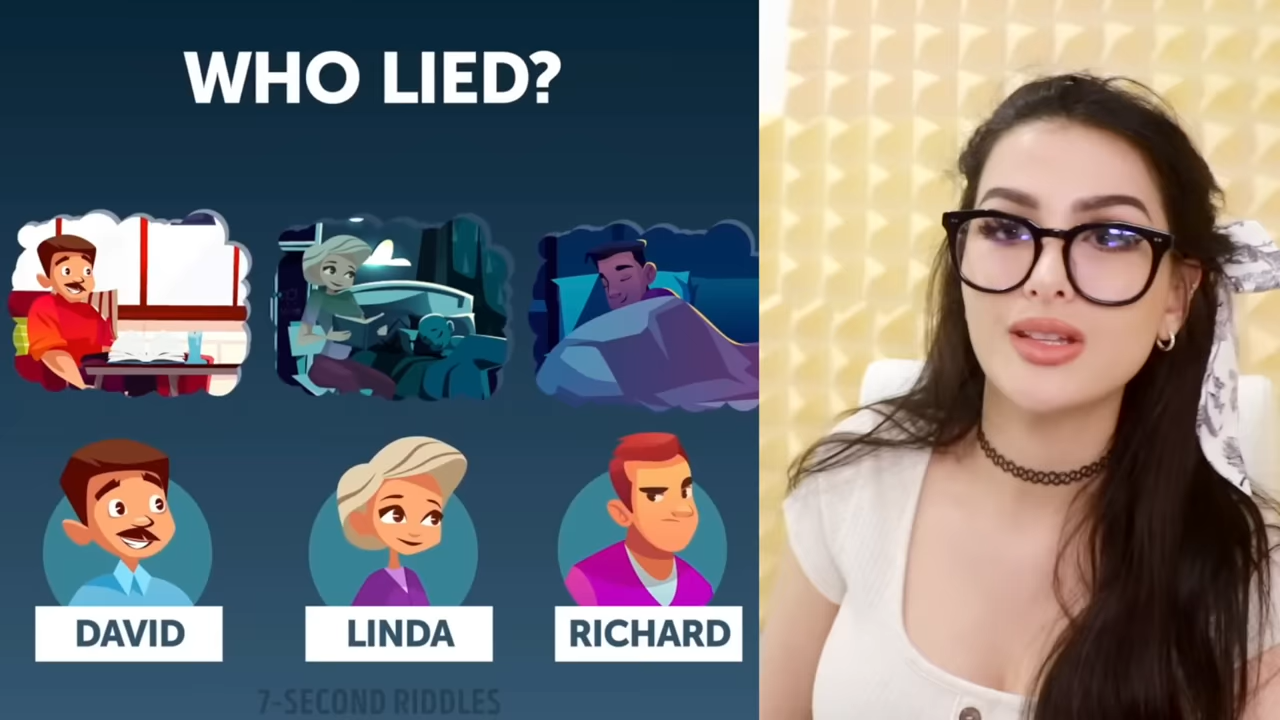 WHO LIED?
DAVID
LINDA
RICHARD
7-SECOND RIDDLES